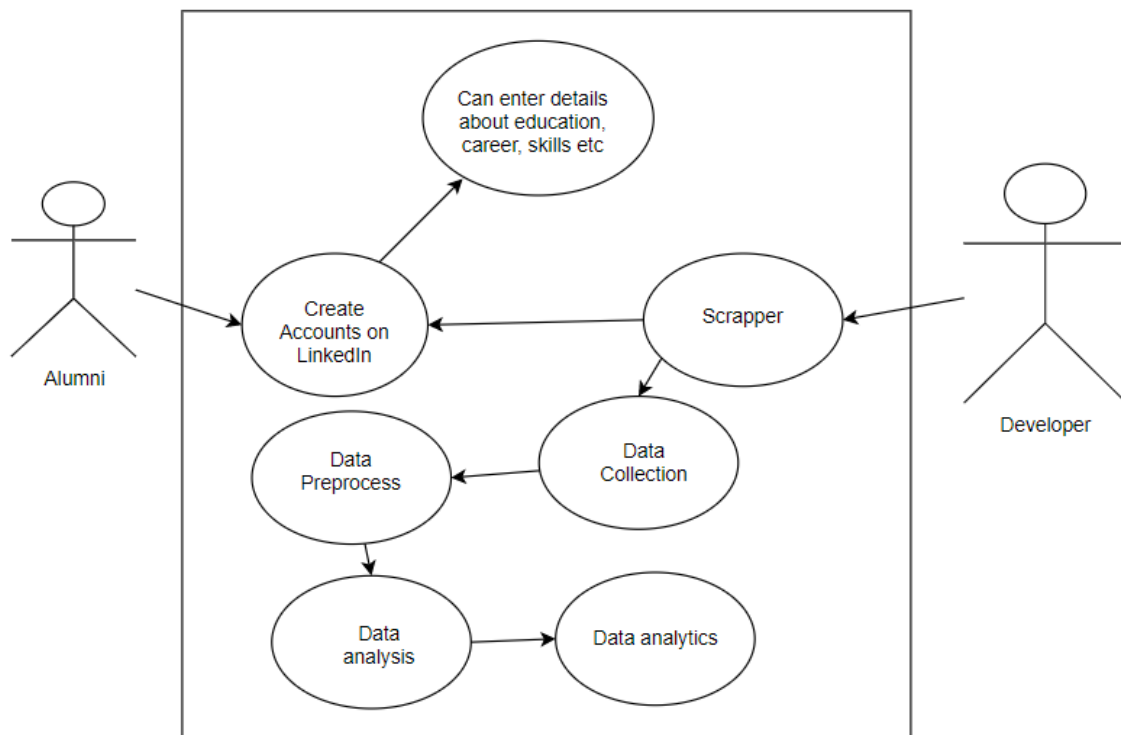 Can enter details
about education,
career, skills etc
Create
Accounts on
LinkedIn
Scrapper
Alumni
Developer
Data
Preprocess
Data
Collection
Data
analysis
Data analytics